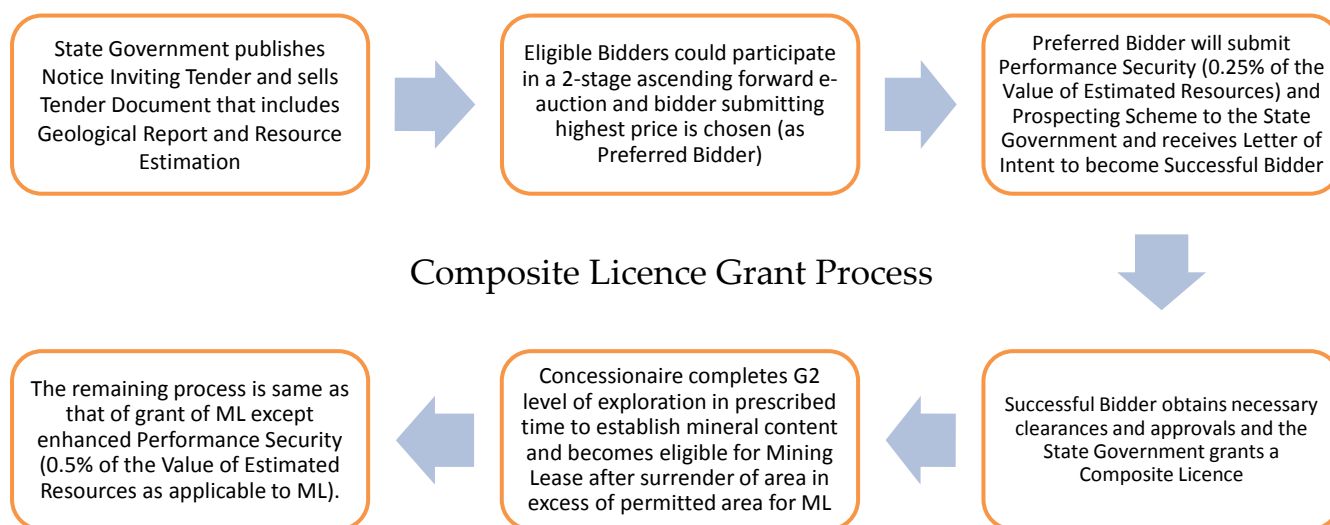 State Government publishes
Notice Inviting Tender and sells
Tender Document that includes
Geological Report and Resource
Estimation
Eligible Bidders could participate
in a 2-stage ascending forward e-
auction and bidder submitting
highest price is chosen (as
Preferred Bidder)
Preferred Bidder will submit
Performance Security (0.25% of the
Value of Estimated Resources) and
Prospecting Scheme to the State
Government and receives Letter of
Intent to become Successful Bidder
Composite Licence Grant Process
Successful Bidder obtains necessary
clearances and approvals and the
State Government grants a
Composite Licence
Concessionaire completes G2
level of exploration in prescribed
time to establish mineral content
and becomes eligible for Mining
Lease after surrender of area in
excess of permitted area for ML
The remaining process is same as
that of grant of ML except
enhanced Performance Security
(0.5% of the Value of Estimated
Resources as applicable to ML).